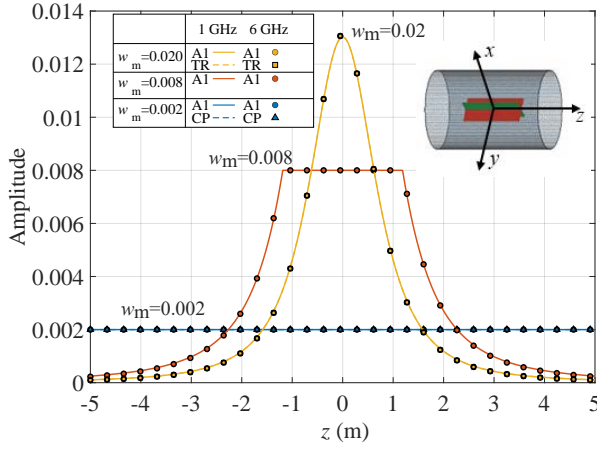 0.014
0.012
0.01
0.008
0.006
0.004
0.002
0
Amplitude
1 GHz 6 GHz
w m=0.020 A1 A1
TR TR
w m=0.008 A1 A1
w m=0.002 A1 A1
CP CP
wm=0.02
wm=0.008
wm=0.002
x
z
y
-5 -4 -3 -2 -1 0 1 2 3 4 5
z (m)